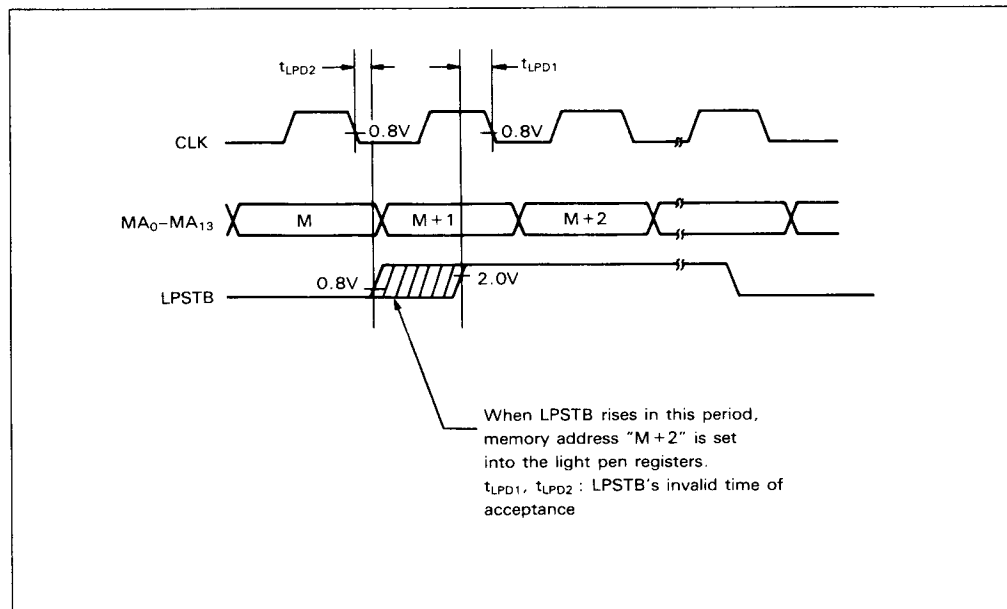 tLPD2 tLPD1
CLK 0.8V 0.8V
MA0–MA13 M M+1 M+2
LPSTB 0.8V 2.0V
When LPSTB rises in this period,
memory address "M+2" is set
into the light pen registers.
tLPD1, tLPD2 : LPSTB's invalid time of
acceptance